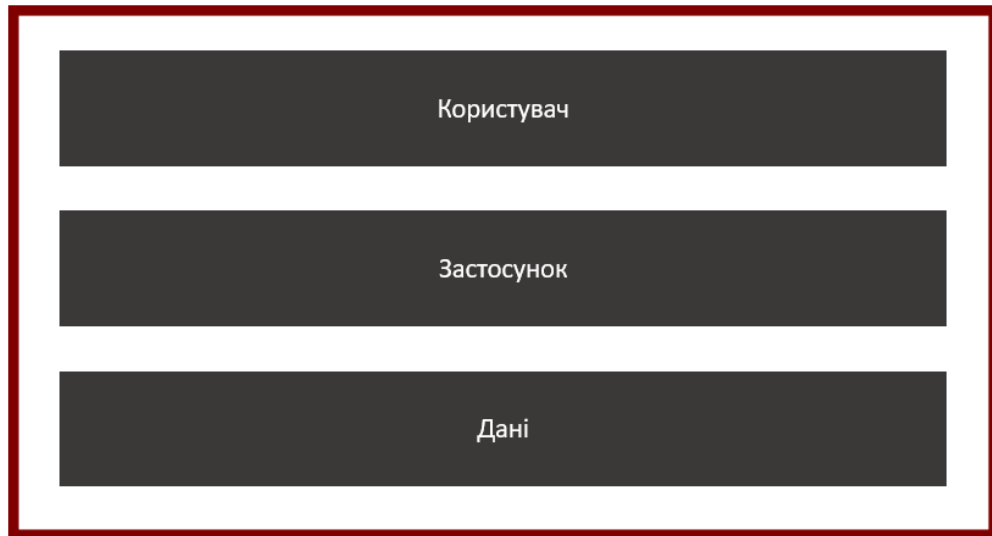 Користувач
Застосунок
Дані